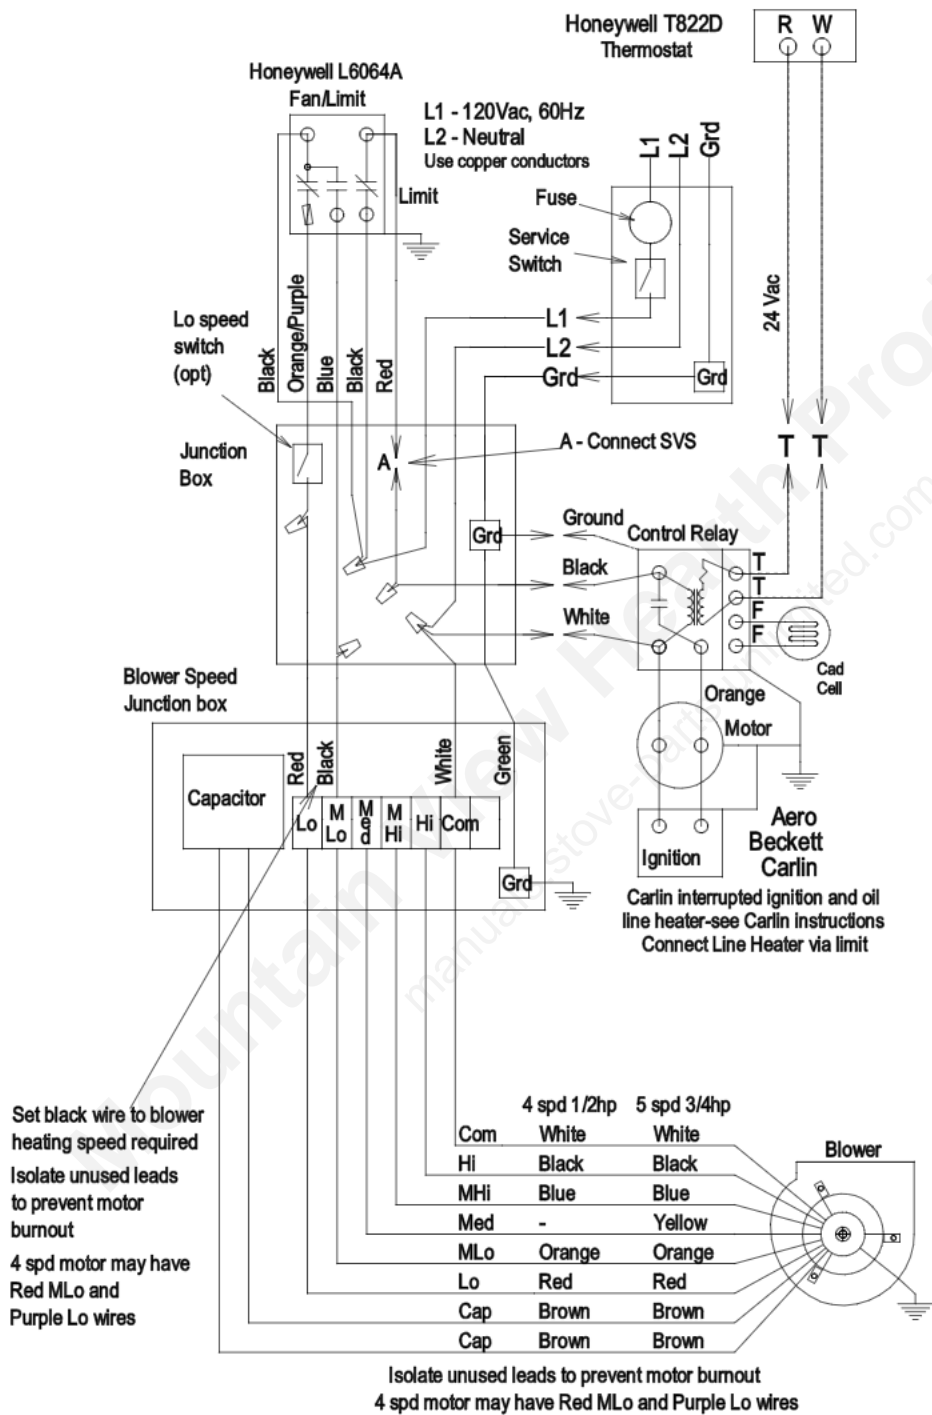 Honeywell T822D
Thermostat
R W
Honeywell L6064A
Fan/Limit
L1 - 120Vac, 60Hz
L2 - Neutral
Use copper conductors
L1
L2
Grd
Limit
Fuse
Service
Switch
24 Vac
Lo speed
switch
(opt)
Black
Orange/Purple
Blue
Black
Red
L1
L2
Grd
Grd
Junction
Box
A
A - Connect SVS
T T
Grd
Ground
Control Relay
Black
White
T
T
F
F
Cad
Cell
Orange
Motor
Blower Speed
Junction box
Red
Black
White
Green
Capacitor
Lo
M
Lo
Med
M
Hi
Hi
Com
Grd
Ignition
Aero
Beckett
Carlin
Carlin interrupted ignition and oil
line heater-see Carlin instructions
Connect Line Heater via limit
Set black wire to blower
heating speed required
Isolate unused leads
to prevent motor
burnout
4 spd motor may have
Red MLo and
Purple Lo wires
4 spd 1/2hp 5 spd 3/4hp
Com White White
Hi Black Black
MHi Blue Blue
Med - Yellow
MLo Orange Orange
Lo Red Red
Cap Brown Brown
Cap Brown Brown
Blower
Isolate unused leads to prevent motor burnout
4 spd motor may have Red MLo and Purple Lo wires
Mountain View Hearth